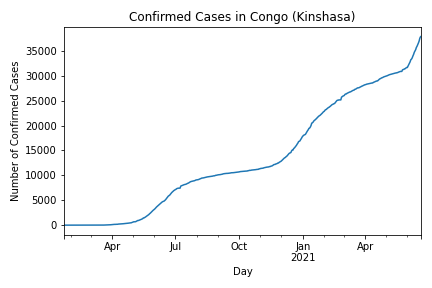 Confirmed Cases in Congo (Kinshasa)
Number of Confirmed Cases
35000
30000
25000
20000
15000
10000
5000
0
Apr
Jul
Oct
Jan
2021
Apr
Day